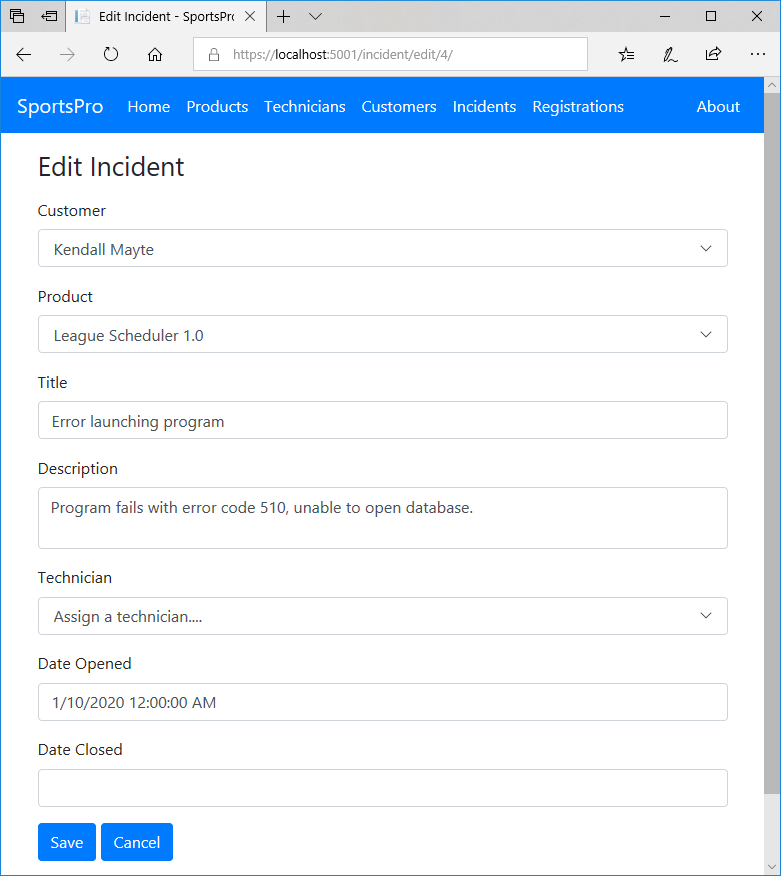 Edit Incident - SportsPr
https://localhost:5001/incident/edit/4/
SportsPro Home Products Technicians Customers Incidents Registrations About
Edit Incident
Customer
Kendall Mayte
Product
League Scheduler 1.0
Title
Error launching program
Description
Program fails with error code 510, unable to open database.
Technician
Assign a technician....
Date Opened
1/10/2020 12:00:00 AM
Date Closed
Save Cancel